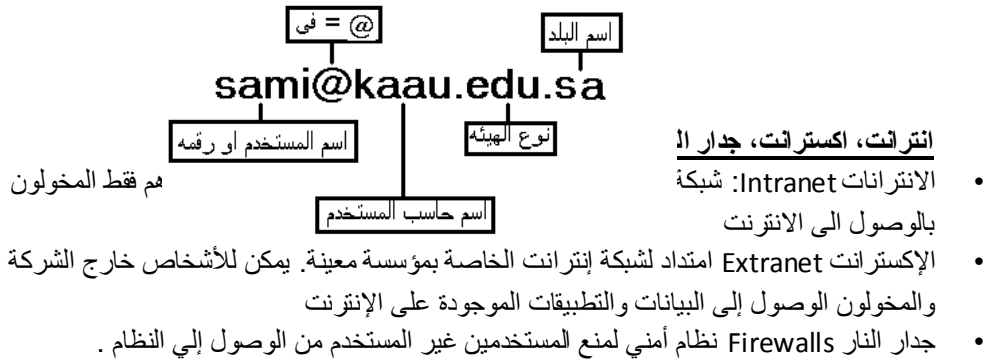 @ = فى
اسم البلد
sami@kaau.edu.sa
اسم المستخدم او رقمه
نوع الهيئه
اسم حاسب المستخدم
انترانت، اكسترانت، جدار
• الانترانات Intranet: شبكة هم فقط المخولون
بالوصول الى الانترنت
• الإكسترانت Extranet امتداد لشبكة إنترانت الخاصة بمؤسسة معينة. يمكن للأشخاص خارج الشركة
والمخولون الوصول إلى البيانات والتطبيقات الموجودة على الإنترنت
• جدار النار Firewalls نظام أمني لمنع المستخدمين غير المستخدم من الوصول إلي النظام .